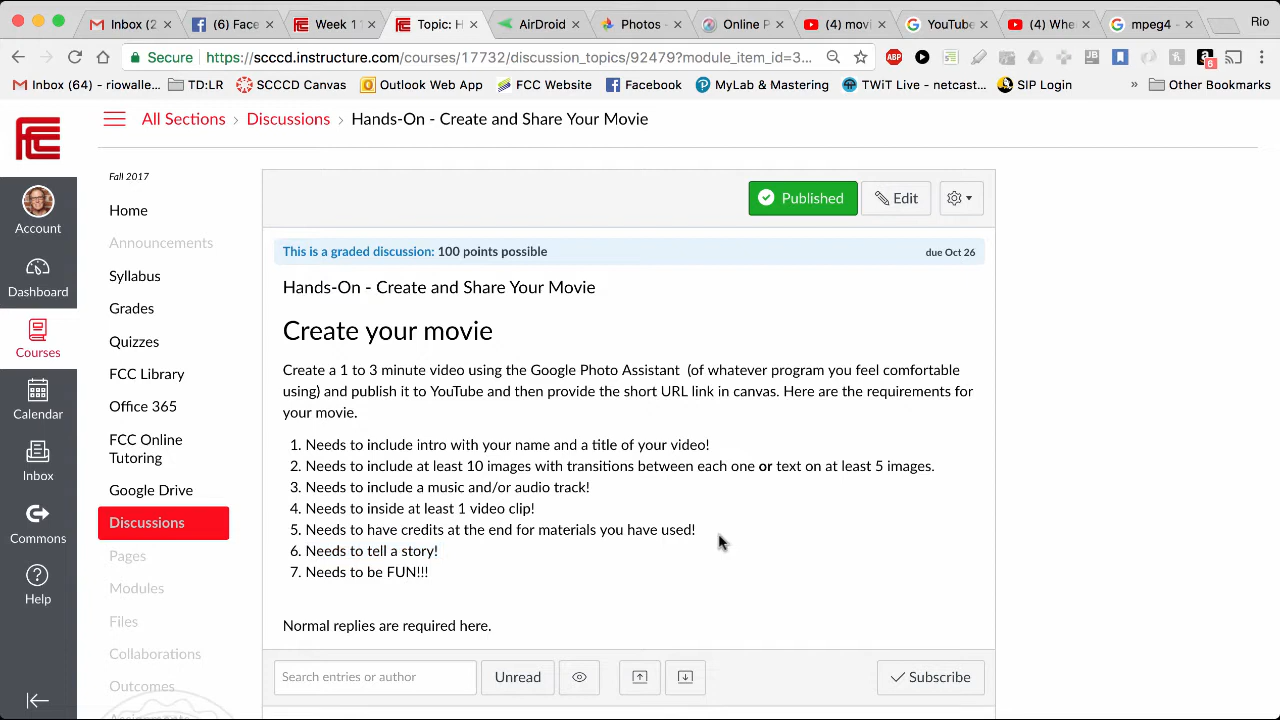 Inbox (2
(6) Face
Week 1
Topic: H
AirDroid
Photos -
Online P
(4) movi
YouTube
(4) Whe
mpeg4 -
Rio
Secure
https://scccd.instructure.com/courses/17732/discussion_topics/92479?module_item_id=3...
ABP
JB
8
Inbox (64) - riowalle...
TD:LR
SCCCDCanvas
Outlook Web App
FCC Website
Facebook
MyLab & Mastering
TWiT Live - netcast...
SIP Login
»
Other Bookmarks
FCC
All Sections › Discussions › Hands-On - Create and Share Your Movie
Account
Dashboard
Courses
Calendar
Inbox
Commons
Help
Fall 2017
Home
Announcements
Syllabus
Grades
Quizzes
FCC Library
Office 365
FCC Online
Tutoring
Google Drive
Discussions
Pages
Modules
Files
Collaborations
Outcomes
Assignments
Published
Edit
This is a graded discussion: 100 points possible
due Oct 26
Hands-On - Create and Share Your Movie
Create your movie
Create a 1 to 3 minute video using the Google Photo Assistant (of whatever program you feel comfortable
using) and publish it to YouTube and then provide the short URL link in canvas. Here are the requirements for
your movie.
1. Needs to include intro with your name and a title of your video!
2. Needs to include at least 10 images with transitions between each one or text on at least 5 images.
3. Needs to include a music and/or audio track!
4. Needs to inside at least 1 video clip!
5. Needs to have credits at the end for materials you have used!
6. Needs to tell a story!
7. Needs to be FUN!!!
Normal replies are required here.
Search entries or author
Unread
Subscribe